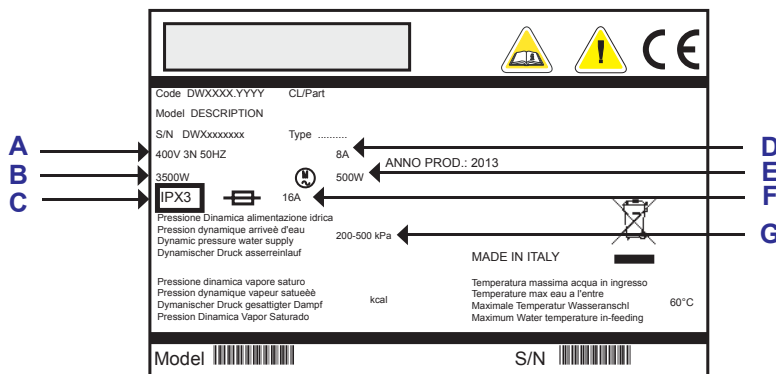 CE
Code DWXXXX.YYYY CL/Part
Model DESCRIPTION
S/N DWXxxxxxx Type ..........
A 400V 3N 50HZ 8A D
ANNO PROD.: 2013
B 3500W 500W E
C IPX3 16A F
Pressione Dinamica alimentazione idrica
Pression dynamique arriveè d'eau
Dynamic pressure water supply
Dynamischer Druck asserreinlauf
200-500 kPa G
MADE IN ITALY
Pressione dinamica vapore saturo
Pression dynamique vapeur satueèè
Dymanischer Druck gesattigter Dampf
Pression Dinamica Vapor Saturado
kcal
Temperatura massima acqua in ingresso
Temperature max eau a l'entre
Maximale Temperatur Wasseranschl
Maximum Water temperature in-feeding
60°C
Model S/N